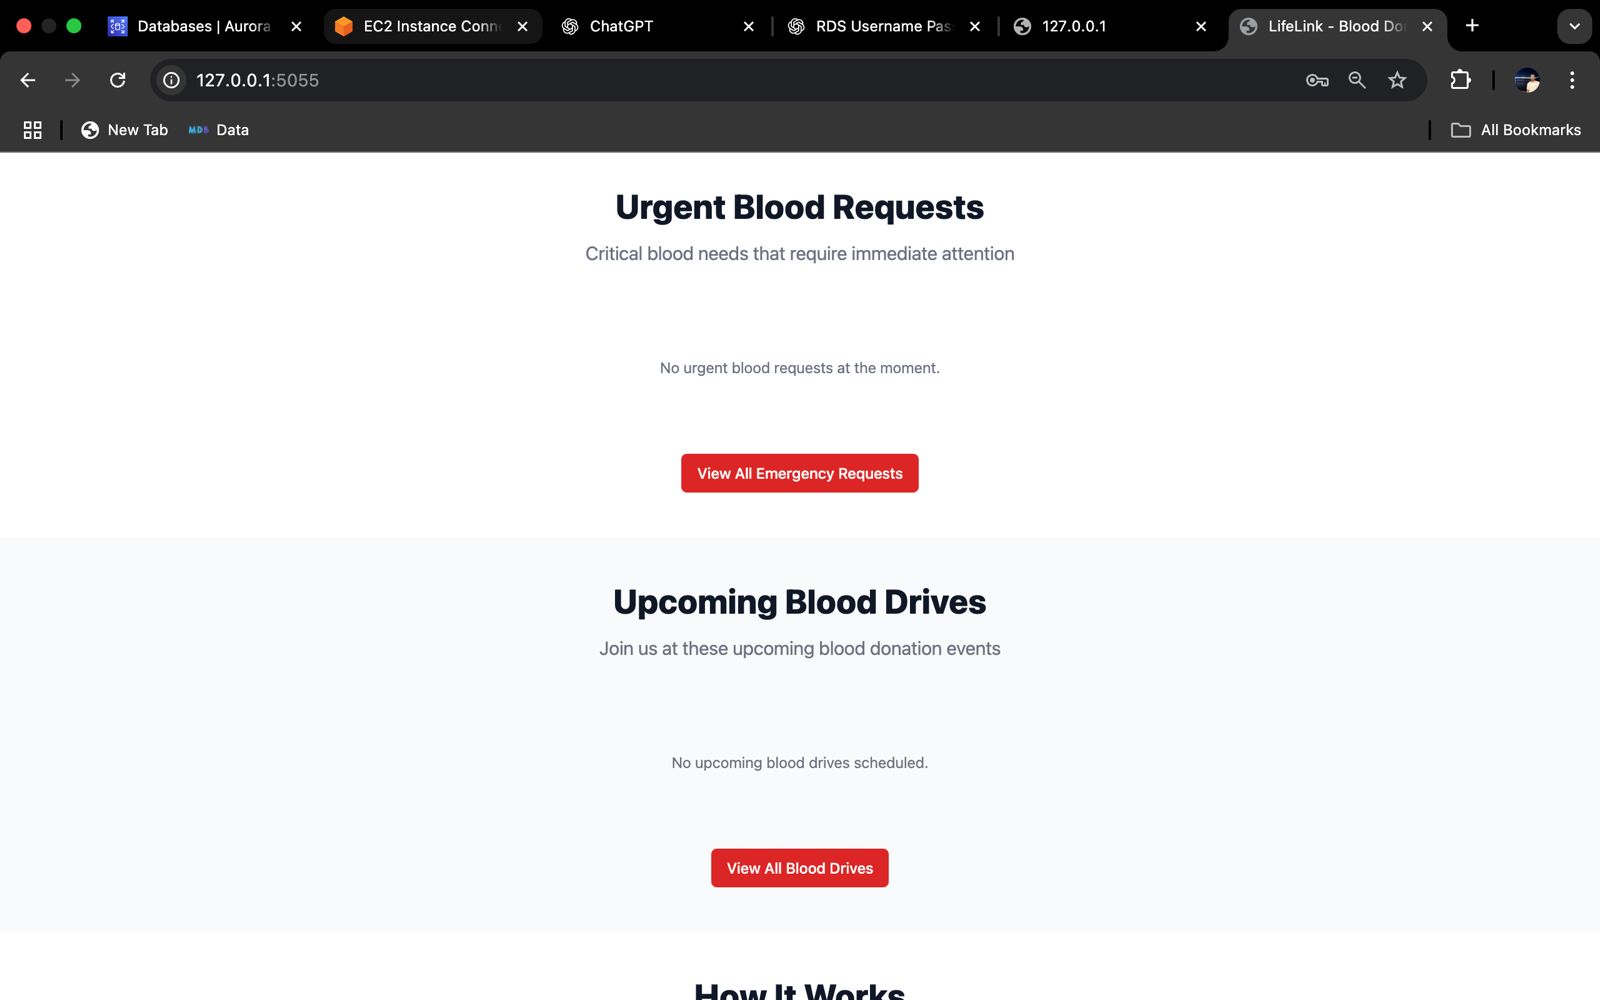 Databases | Aurora
EC2 Instance Conn
ChatGPT
RDS Username Pas
127.0.0.1
LifeLink - Blood Do
127.0.0.1:5055
New Tab
MDB Data
All Bookmarks
Urgent Blood Requests
Critical blood needs that require immediate attention
No urgent blood requests at the moment.
View All Emergency Requests
Upcoming Blood Drives
Join us at these upcoming blood donation events
No upcoming blood drives scheduled.
View All Blood Drives
How It Works